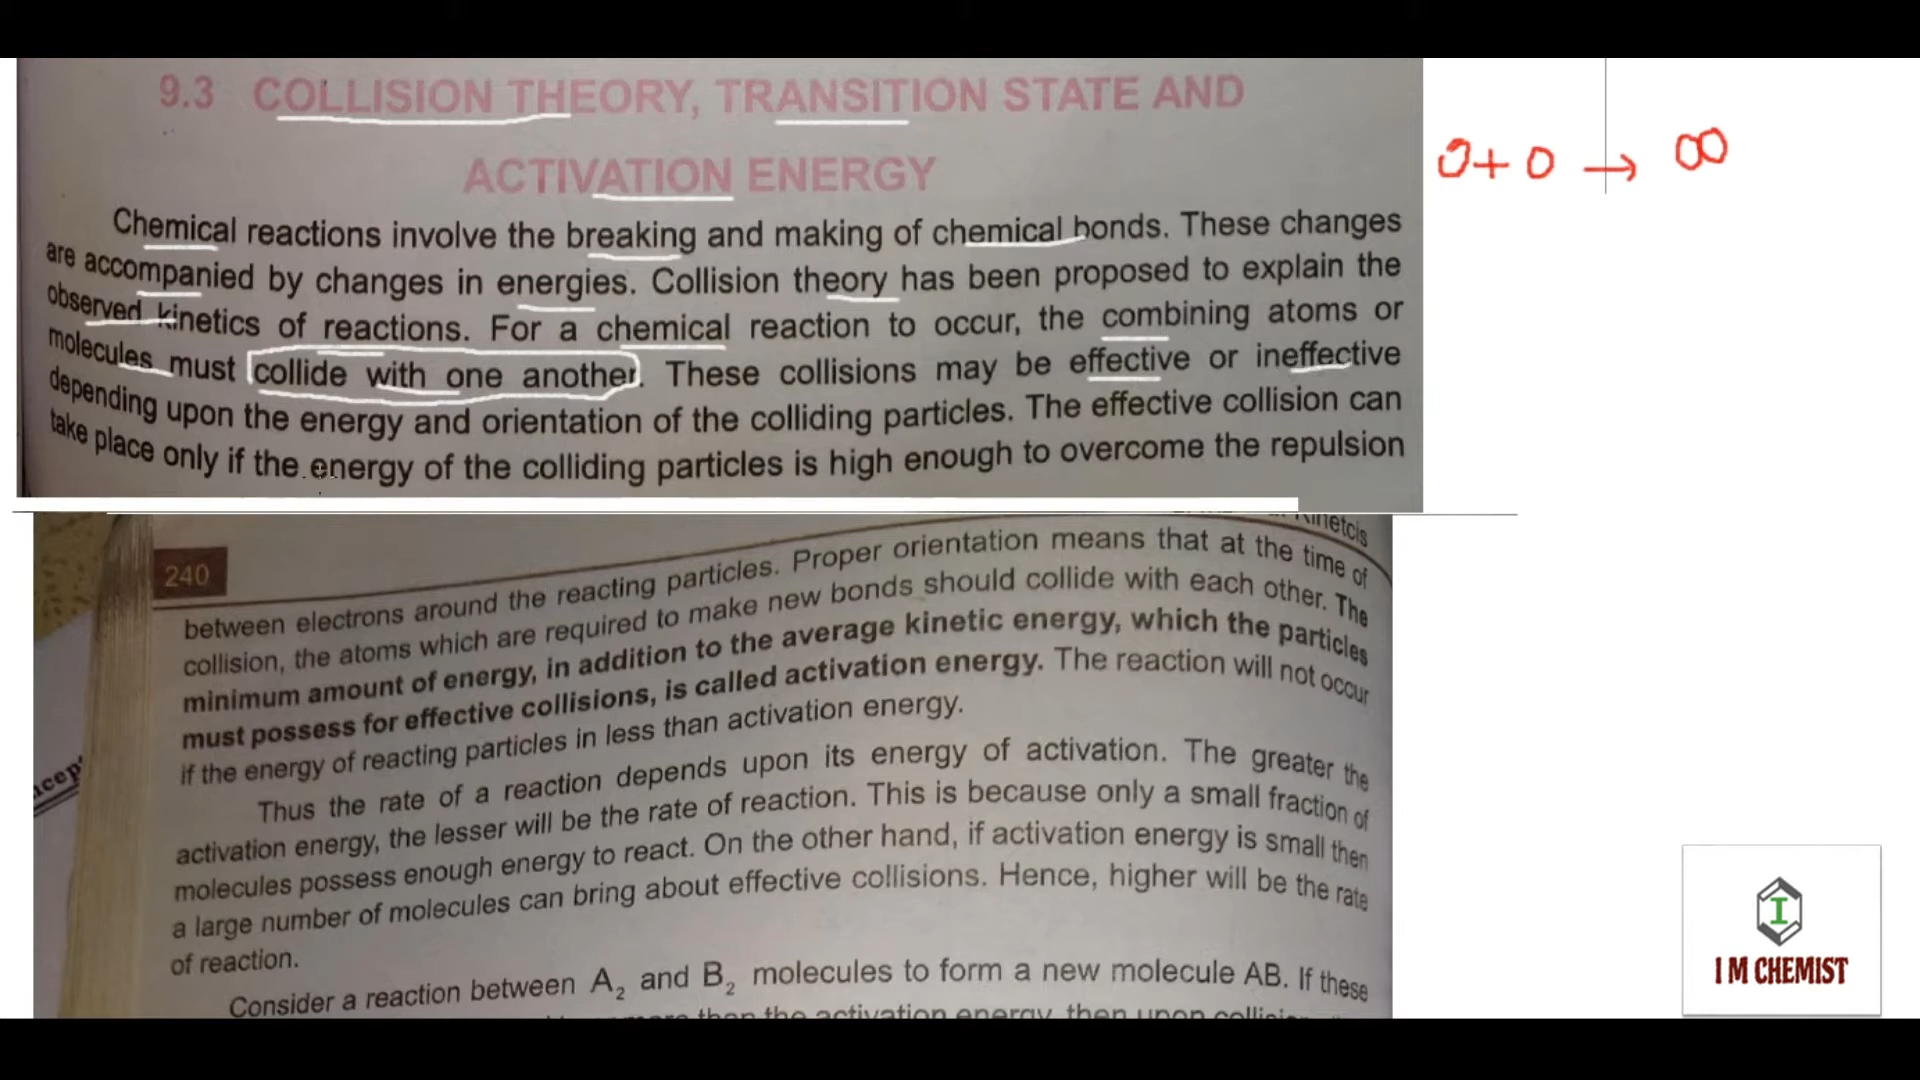 9.3 COLLISION THEORY, TRANSITION STATE AND
ACTIVATION ENERGY
Chemical reactions involve the breaking and making of chemical bonds. These changes
are accompanied by changes in energies. Collision theory has been proposed to explain the
observed kinetics of reactions. For a chemical reaction to occur, the combining atoms or
molecules must collide with one another. These collisions may be effective or ineffective
depending upon the energy and orientation of the colliding particles. The effective collision can
take place only if the energy of the colliding particles is high enough to overcome the repulsion
O + O → OO
Kinetcis
240
between electrons around the reacting particles. Proper orientation means that at the time of
collision, the atoms which are required to make new bonds should collide with each other. The
minimum amount of energy, in addition to the average kinetic energy, which the particles
must possess for effective collisions, is called activation energy. The reaction will not occur
if the energy of reacting particles in less than activation energy.
Thus the rate of a reaction depends upon its energy of activation. The greater the
activation energy, the lesser will be the rate of reaction. This is because only a small fraction of
molecules possess enough energy to react. On the other hand, if activation energy is small then
a large number of molecules can bring about effective collisions. Hence, higher will be the rate
of reaction.
Consider a reaction between A₂ and B₂ molecules to form a new molecule AB. If these
than the activation energy, then upon
I
I M CHEMIST